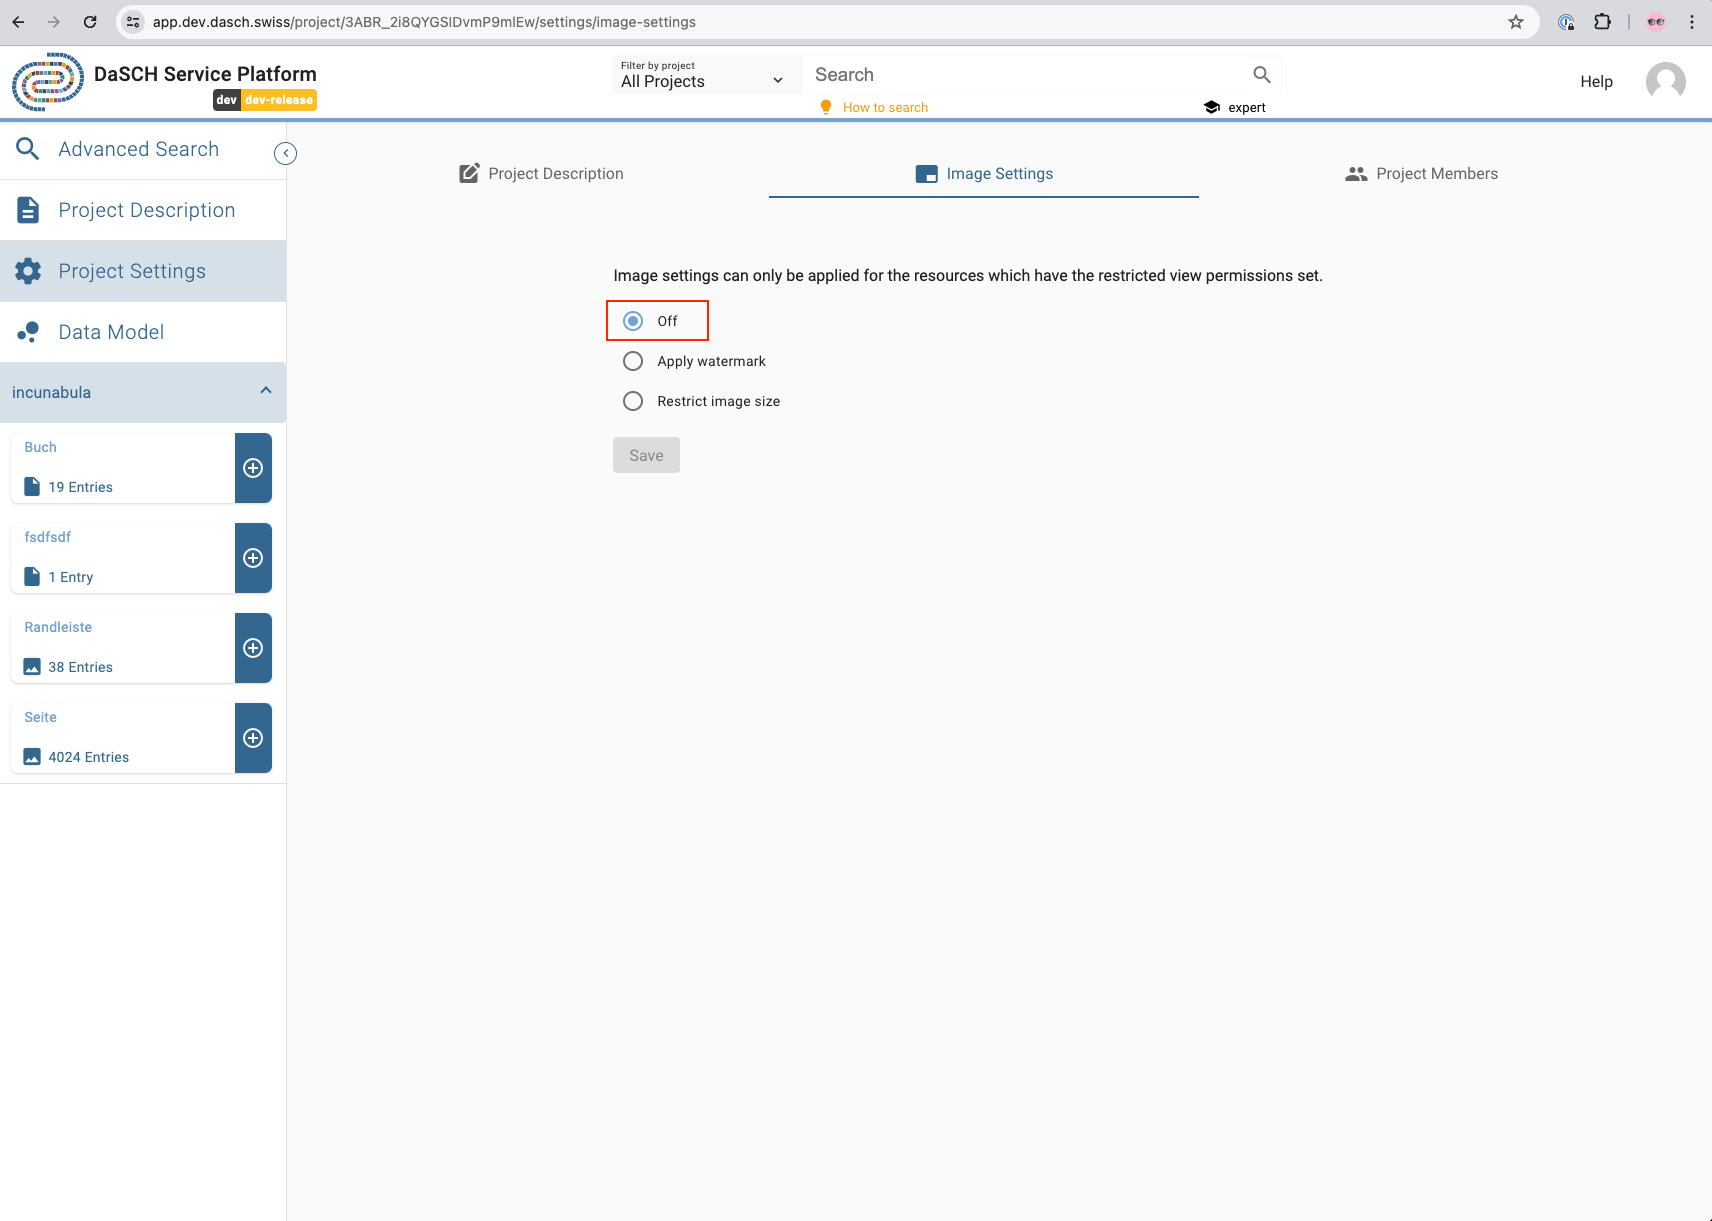 app.dev.dasch.swiss/project/3ABR_2i8QYGSlDvmP9mlEw/settings/image-settings
DaSCH Service Platform
dev dev-release
Filter by project
All Projects
Search
How to search
expert
Help
Advanced Search
Project Description
Project Settings
Data Model
incunabula
Buch
19 Entries
fsdfsdf
1 Entry
Randleiste
38 Entries
Seite
4024 Entries
Project Description
Image Settings
Project Members
Image settings can only be applied for the resources which have the restricted view permissions set.
Off
Apply watermark
Restrict image size
Save